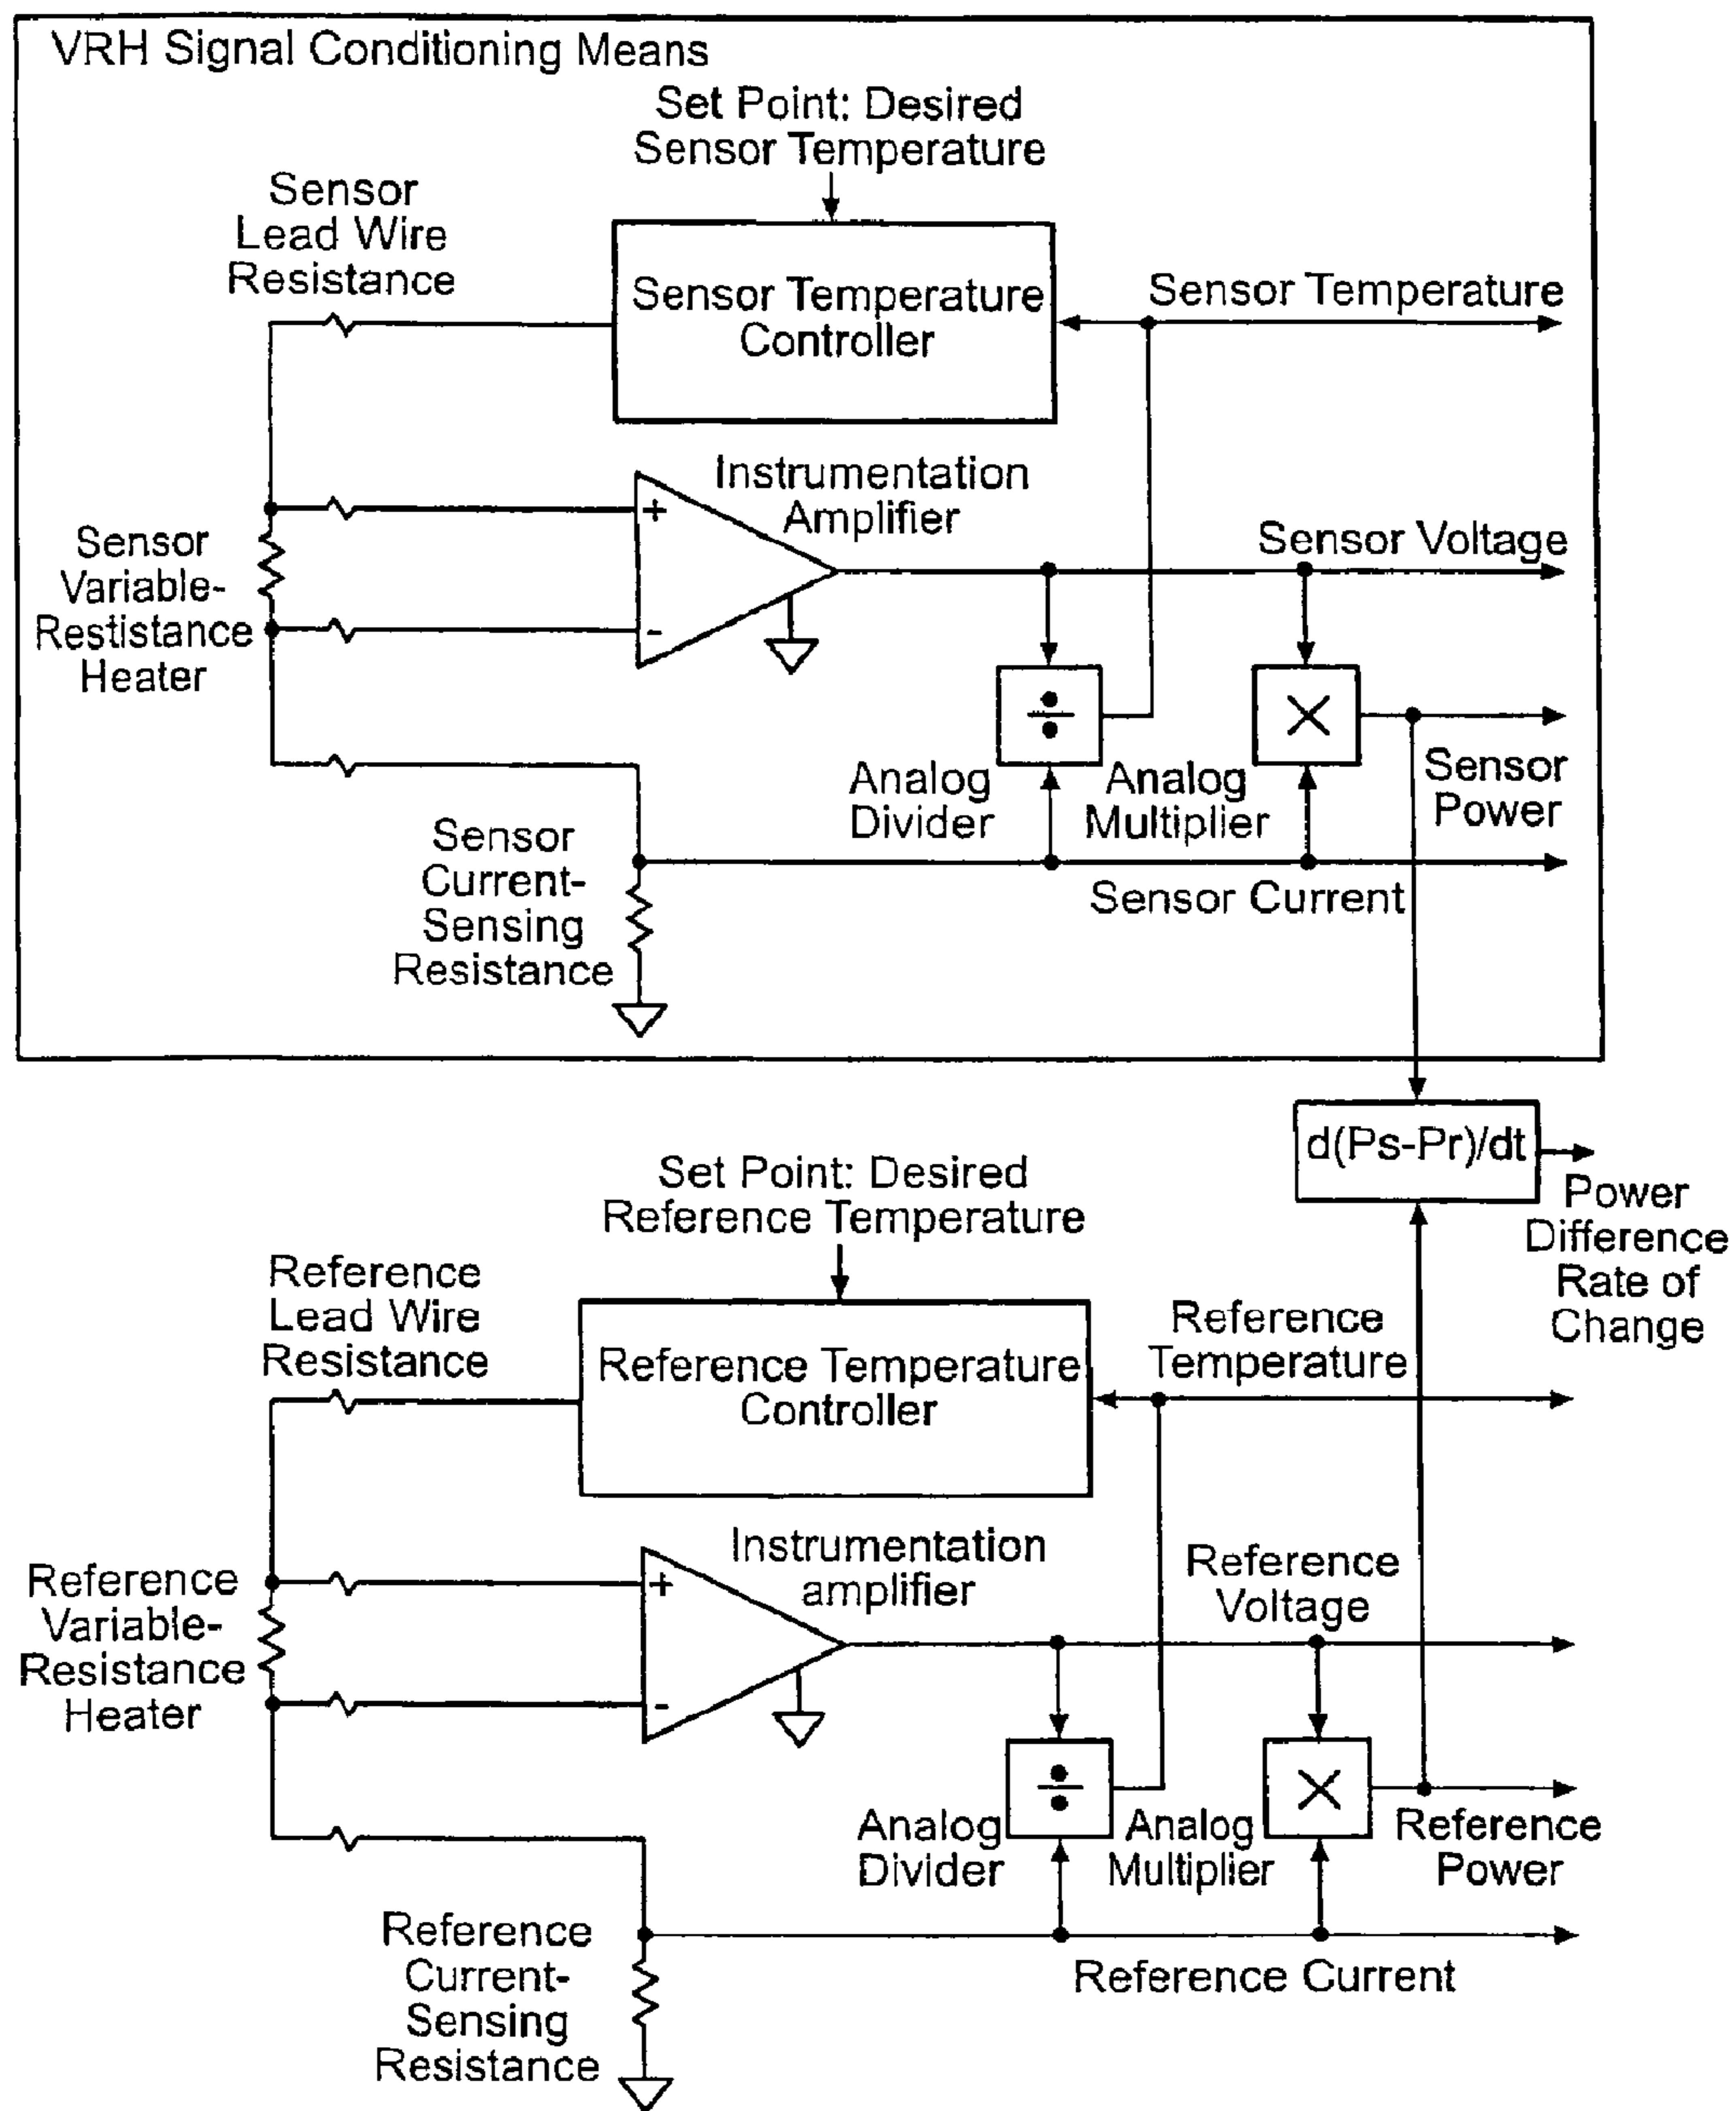 VRH Signal Conditioning Means
Set Point: Desired
Sensor Temperature
Sensor
Lead Wire
Resistance
Sensor Temperature
Controller
Sensor Temperature
Instrumentation
Amplifier
+
-
Sensor
Variable-
Restistance
Heater
Sensor Voltage
÷
×
Analog
Divider
Analog
Multiplier
Sensor
Power
Sensor
Current-
Sensing
Resistance
Sensor Current
d(Ps-Pr)/dt
Power
Difference
Rate of
Change
Set Point: Desired
Reference Temperature
Reference
Lead Wire
Resistance
Reference Temperature
Controller
Reference
Temperature
Instrumentation
amplifier
+
-
Reference
Variable-
Resistance
Heater
Reference
Voltage
÷
×
Analog
Divider
Analog
Multiplier
Reference
Power
Reference
Current-
Sensing
Resistance
Reference Current